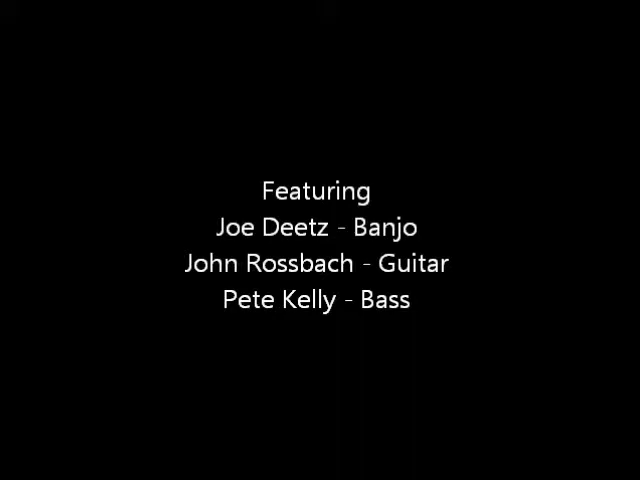 Featuring
Joe Deetz - Banjo
John Rossbach - Guitar
Pete Kelly - Bass